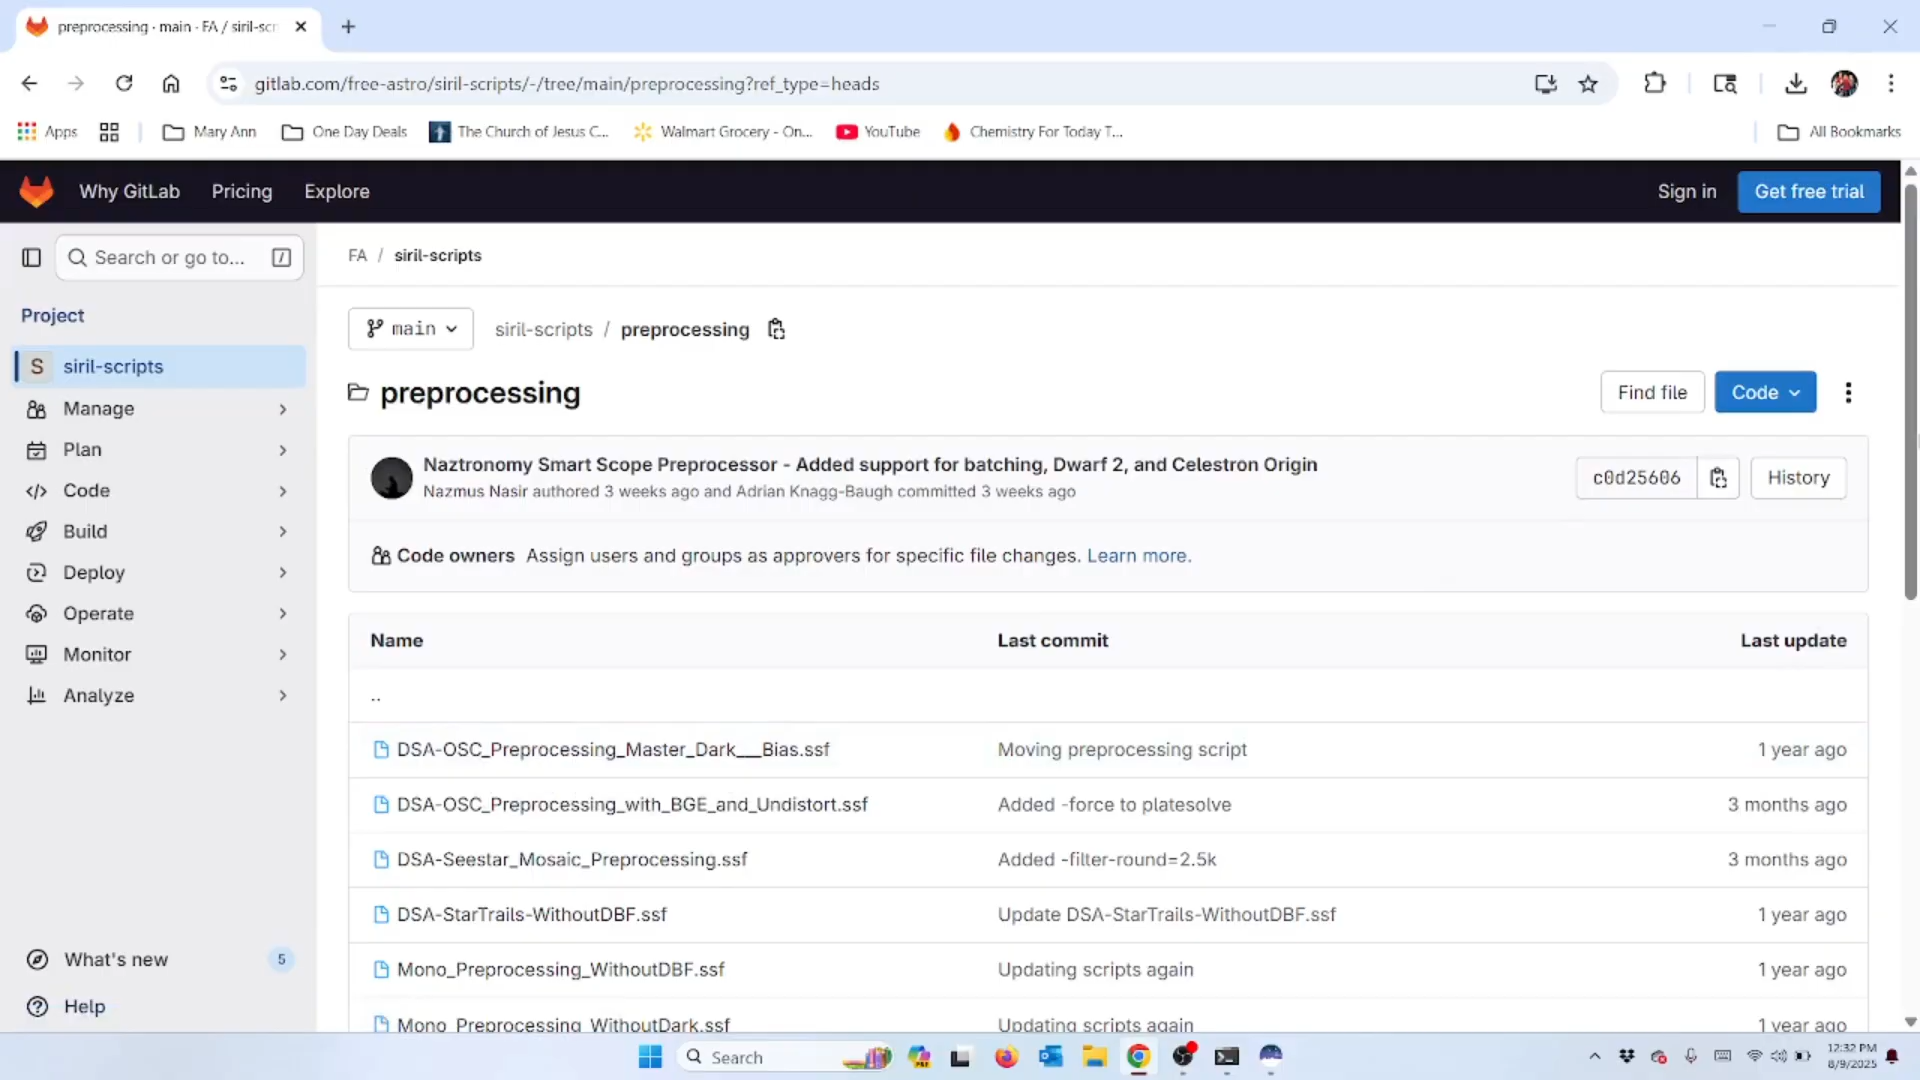 preprocessing · main · FA / siril-scr
gitlab.com/free-astro/siril-scripts/-/tree/main/preprocessing?ref_type=heads
Apps
Mary Ann
One Day Deals
The Church of Jesus C...
Walmart Grocery - On...
YouTube
Chemistry For Today T...
All Bookmarks
Why GitLab
Pricing
Explore
Sign in
Get free trial
Search or go to...
/
FA / siril-scripts
Project
S siril-scripts
Manage
Plan
Code
Build
Deploy
Operate
Monitor
Analyze
What's new 5
Help
main
siril-scripts / preprocessing
preprocessing
Find file
Code
Naztronomy Smart Scope Preprocessor - Added support for batching, Dwarf 2, and Celestron Origin
Nazmus Nasir authored 3 weeks ago and Adrian Knagg-Baugh committed 3 weeks ago
c0d25606
History
Code owners Assign users and groups as approvers for specific file changes. Learn more.
Name Last commit Last update
..
DSA-OSC_Preprocessing_Master_Dark___Bias.ssf Moving preprocessing script 1 year ago
DSA-OSC_Preprocessing_with_BGE_and_Undistort.ssf Added -force to platesolve 3 months ago
DSA-Seestar_Mosaic_Preprocessing.ssf Added -filter-round=2.5k 3 months ago
DSA-StarTrails-WithoutDBF.ssf Update DSA-StarTrails-WithoutDBF.ssf 1 year ago
Mono_Preprocessing_WithoutDBF.ssf Updating scripts again 1 year ago
Mono_Preprocessing_WithoutDark.ssf Updating scripts again 1 year ago
Search
12:32 PM
8/9/2025